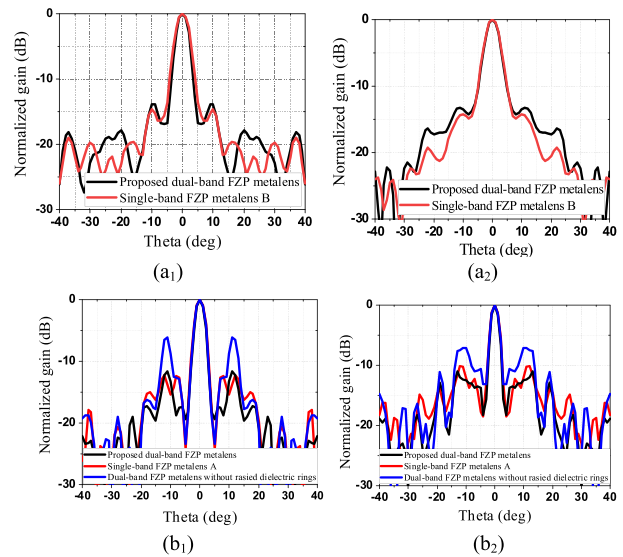 Normalized gain (dB)
0
-10
-20
-30
-40 -30 -20 -10 0 10 20 30 40
Theta (deg)
Proposed dual-band FZP metalens
Single-band FZP metalens B
(a1)
Normalized gain (dB)
0
-10
-20
-30
-40 -30 -20 -10 0 10 20 30 40
Theta (deg)
Proposed dual-band FZP metalens
Single-band FZP metalens B
(a2)
Normalized gain (dB)
0
-10
-20
-30
-40 -30 -20 -10 0 10 20 30 40
Theta (deg)
Proposed dual-band FZP metalens
Single-band FZP metalens A
Dual-band FZP metalens without rasied dielectric rings
(b1)
Normalized gain (dB)
0
-10
-20
-30
-40 -30 -20 -10 0 10 20 30 40
Theta (deg)
Proposed dual-band FZP metalens
Single-band FZP metalens A
Dual-band FZP metalens without rasied dielectric rings
(b2)